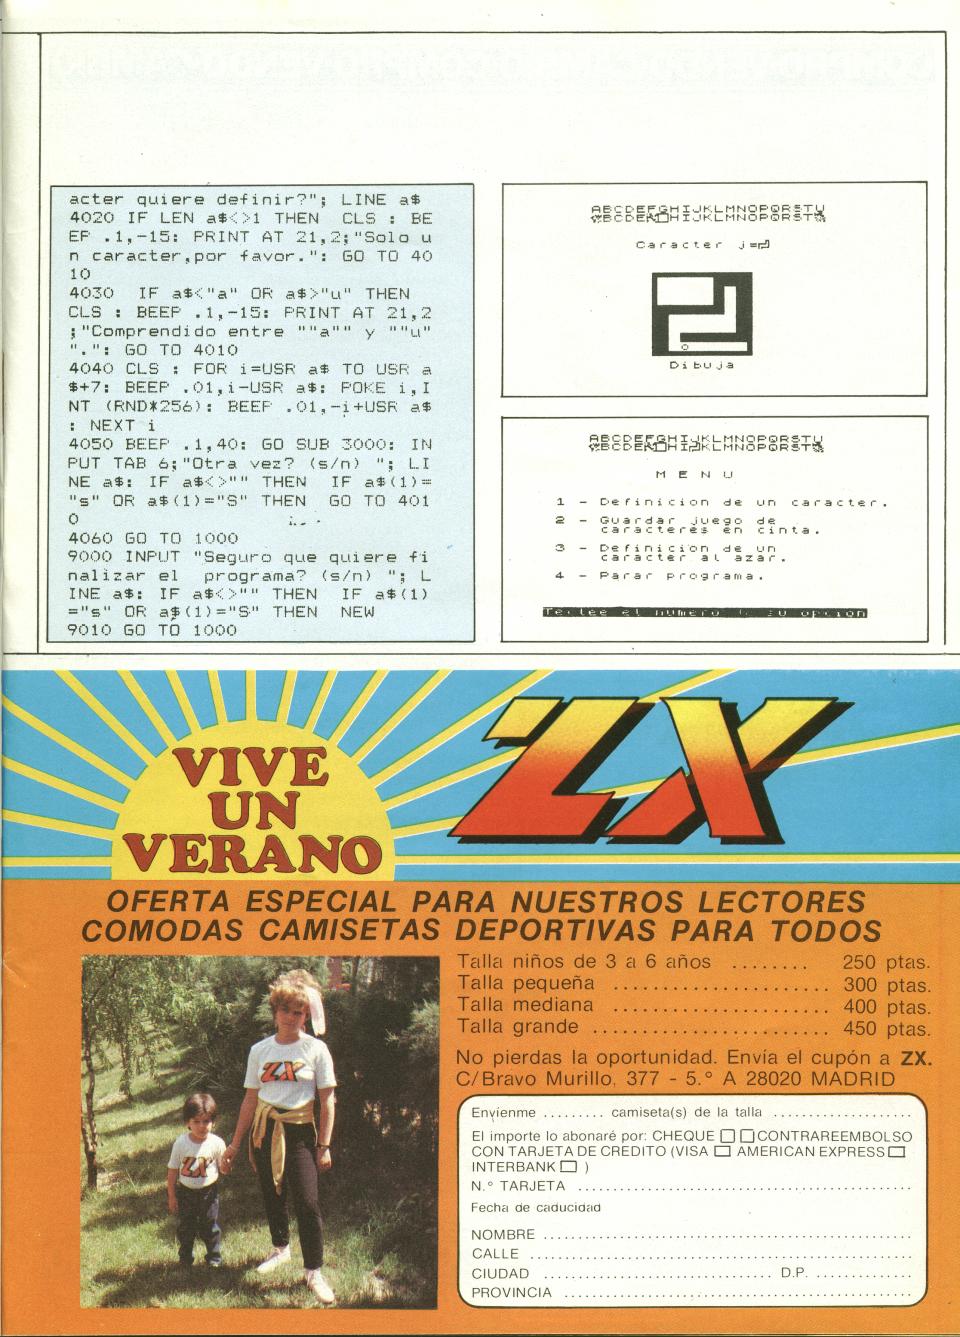 acter quiere definir?"; LINE a$
4020 IF LEN a$<>1 THEN  CLS : BE
EP .1,-15: PRINT AT 21,2;"Solo u
n caracter,por favor.": GO TO 40
10
4030  IF a$<"a" OR a$>"u" THEN
CLS : BEEP .1,-15: PRINT AT 21,2
;"Comprendido entre ""a"" y ""u"
".": GO TO 4010
4040 CLS : FOR i=USR a$ TO USR a
$+7: BEEP .01,i-USR a$: POKE i,I
NT (RND*256): BEEP .01,-i+USR a$
: NEXT i
4050 BEEP .1,40: GO SUB 3000: IN
PUT TAB 6;"Otra vez? (s/n) "; LI
NE a$: IF a$<>"" THEN  IF a$(1)=
"s" OR a$(1)="S" THEN  GO TO 401
0
4060 GO TO 1000
9000 INPUT "Seguro que quiere fi
nalizar el  programa? (s/n) "; L
INE a$: IF a$<>"" THEN  IF a$(1)
="s" OR a$(1)="S" THEN  NEW
9010 GO TO 1000
ABCDEFGHIJKLMNOPQRSTU
Caracter j=
Dibuja
ABCDEFGHIJKLMNOPQRSTU
M E N U
1 - Definicion de un caracter.
2 - Guardar juego de
caracteres en cinta.
3 - Definicion de un
caracter al azar.
4 - Parar programa.
Teclee el numero su opcion
VIVE
UN
VERANO
ZX
OFERTA ESPECIAL PARA NUESTROS LECTORES
COMODAS CAMISETAS DEPORTIVAS PARA TODOS
Talla niños de 3 a 6 años ........ 250 ptas.
Talla pequeña ...................... 300 ptas.
Talla mediana ...................... 400 ptas.
Talla grande ........................ 450 ptas.
No pierdas la oportunidad. Envía el cupón a ZX.
C/Bravo Murillo, 377 - 5.° A 28020 MADRID
ZX
ZX
Envíenme ......... camiseta(s) de la talla ....................
El importe lo abonaré por: CHEQUE □ □ CONTRAREEMBOLSO
CON TARJETA DE CREDITO (VISA □ AMERICAN EXPRESS □
INTERBANK □ )
N.° TARJETA ................................................
Fecha de caducidad
NOMBRE ....................................................
CALLE ......................................................
CIUDAD .................................. D.P. ..............
PROVINCIA ..................................................